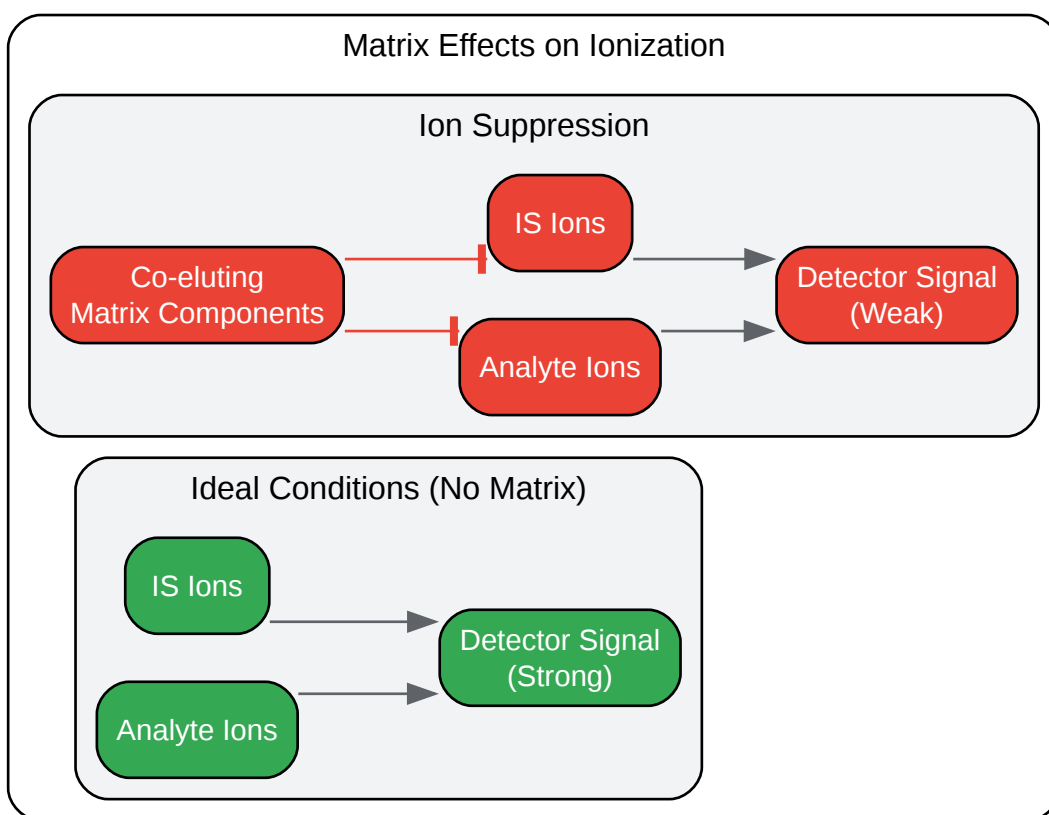 Matrix Effects on Ionization
Ion Suppression
IS Ions
Co-eluting
Matrix Components
Detector Signal
(Weak)
Analyte Ions
Ideal Conditions (No Matrix)
IS Ions
Detector Signal
(Strong)
Analyte Ions